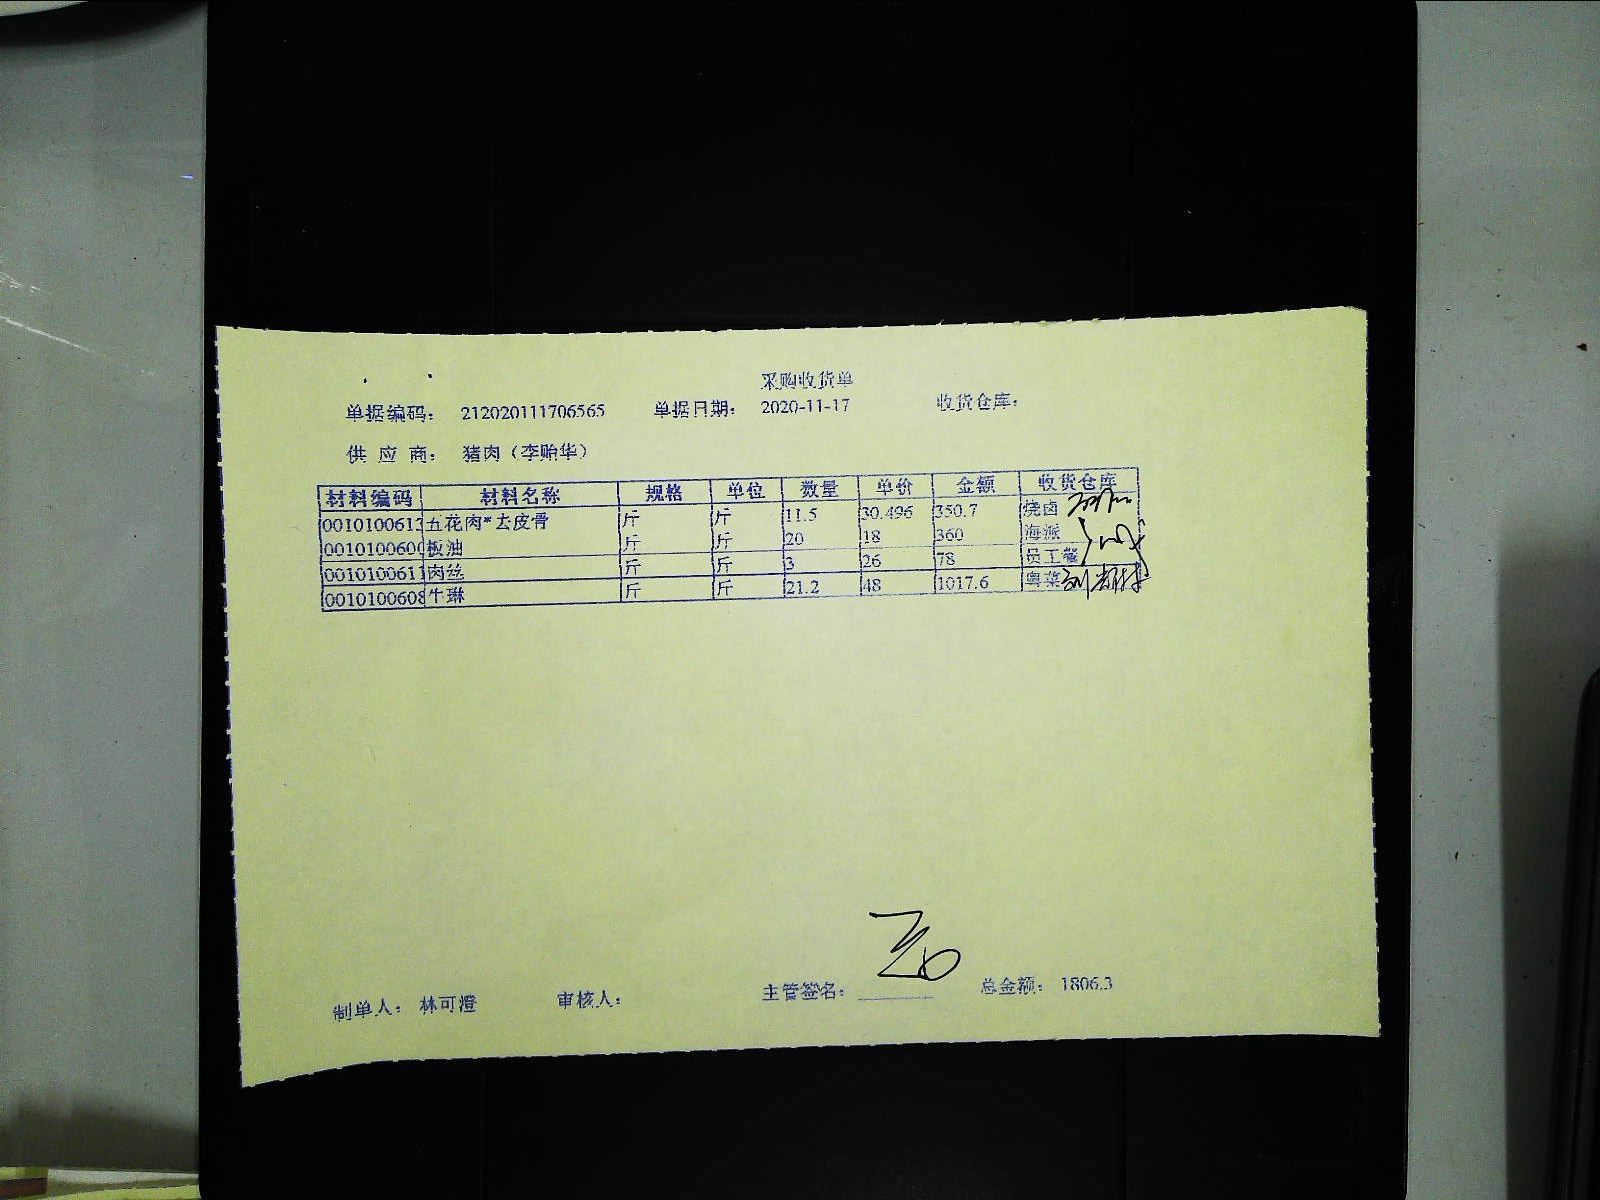 采购收货单
单据编码： 212020111706565 单据日期： 2020-11-17 收货仓库：
供 应 商： 猪肉（李贻华）
材料编码 材料名称 规格 单位 数量 单价 金额 收货仓库
0010100613 五花肉*去皮骨 斤 斤 11.5 30.496 350.7 烧卤
001010060 板油 斤 斤 20 18 360 海派
001010061 肉丝 斤 斤 3 26 78 员工餐
001010060 牛琳 斤 斤 21.2 48 1017.6 粤菜
制单人： 林可澄 审核人： 主管签名： 总金额： 1806.3